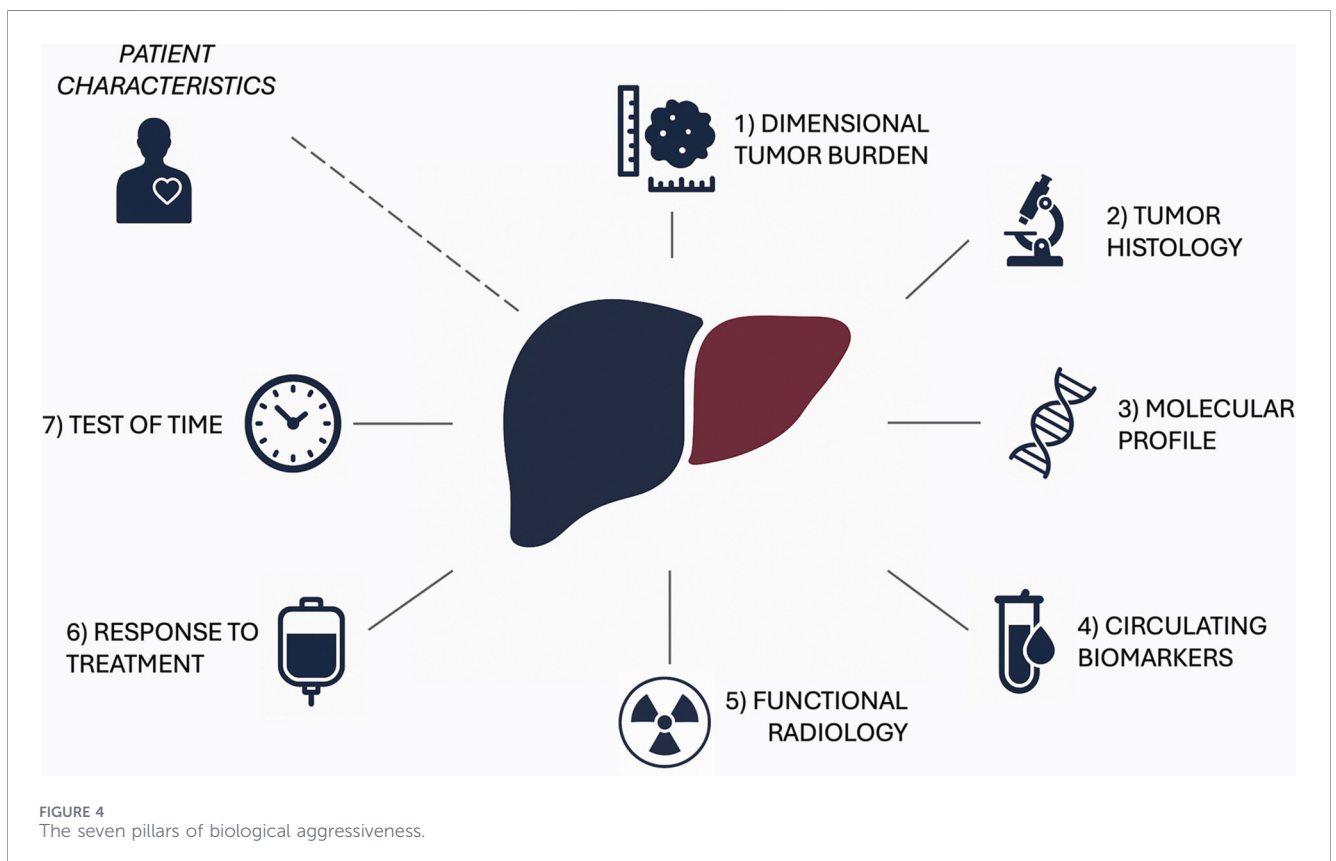 PATIENT
CHARACTERISTICS
1) DIMENSIONAL
TUMOR BURDEN
2) TUMOR
HISTOLOGY
3) MOLECULAR
PROFILE
4) CIRCULATING
BIOMARKERS
5) FUNCTIONAL
RADIOLOGY
6) RESPONSE TO
TREATMENT
7) TEST OF TIME
FIGURE 4
The seven pillars of biological aggressiveness.